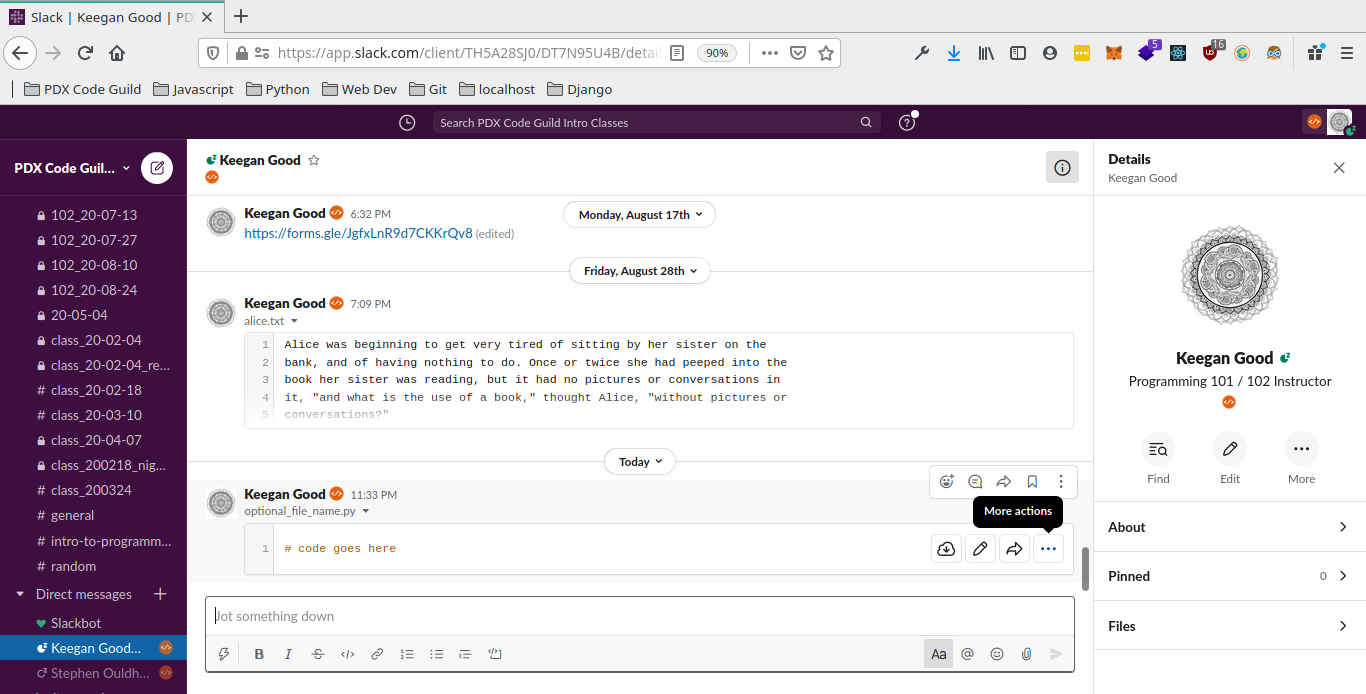 Slack | Keegan Good | PD
https://app.slack.com/client/TH5A28SJ0/DT7N95U4B/detai
90%
5
16
PDX Code Guild
Javascript
Python
Web Dev
Git
localhost
Django
Search PDX Code Guild Intro Classes
PDX Code Guil...
102_20-07-13
102_20-07-27
102_20-08-10
102_20-08-24
20-05-04
class_20-02-04
class_20-02-04_re...
# class_20-02-18
# class_20-03-10
class_20-04-07
class_200218_nig...
# class_200324
# general
# intro-to-programm...
# random
Direct messages
Slackbot
Keegan Good...
Stephen Ouldh...
Keegan Good
Monday, August 17th
Keegan Good 6:32 PM
https://forms.gle/JgfxLnR9d7CKKrQv8 (edited)
Friday, August 28th
Keegan Good 7:09 PM
alice.txt
1 Alice was beginning to get very tired of sitting by her sister on the
2 bank, and of having nothing to do. Once or twice she had peeped into the
3 book her sister was reading, but it had no pictures or conversations in
4 it, "and what is the use of a book," thought Alice, "without pictures or
5 conversations?"
Today
Keegan Good 11:33 PM
optional_file_name.py
More actions
1 # code goes here
Jot something down
B I S </>
Aa @
Details
Keegan Good
Keegan Good
Programming 101 / 102 Instructor
Find
Edit
More
About
Pinned 0
Files